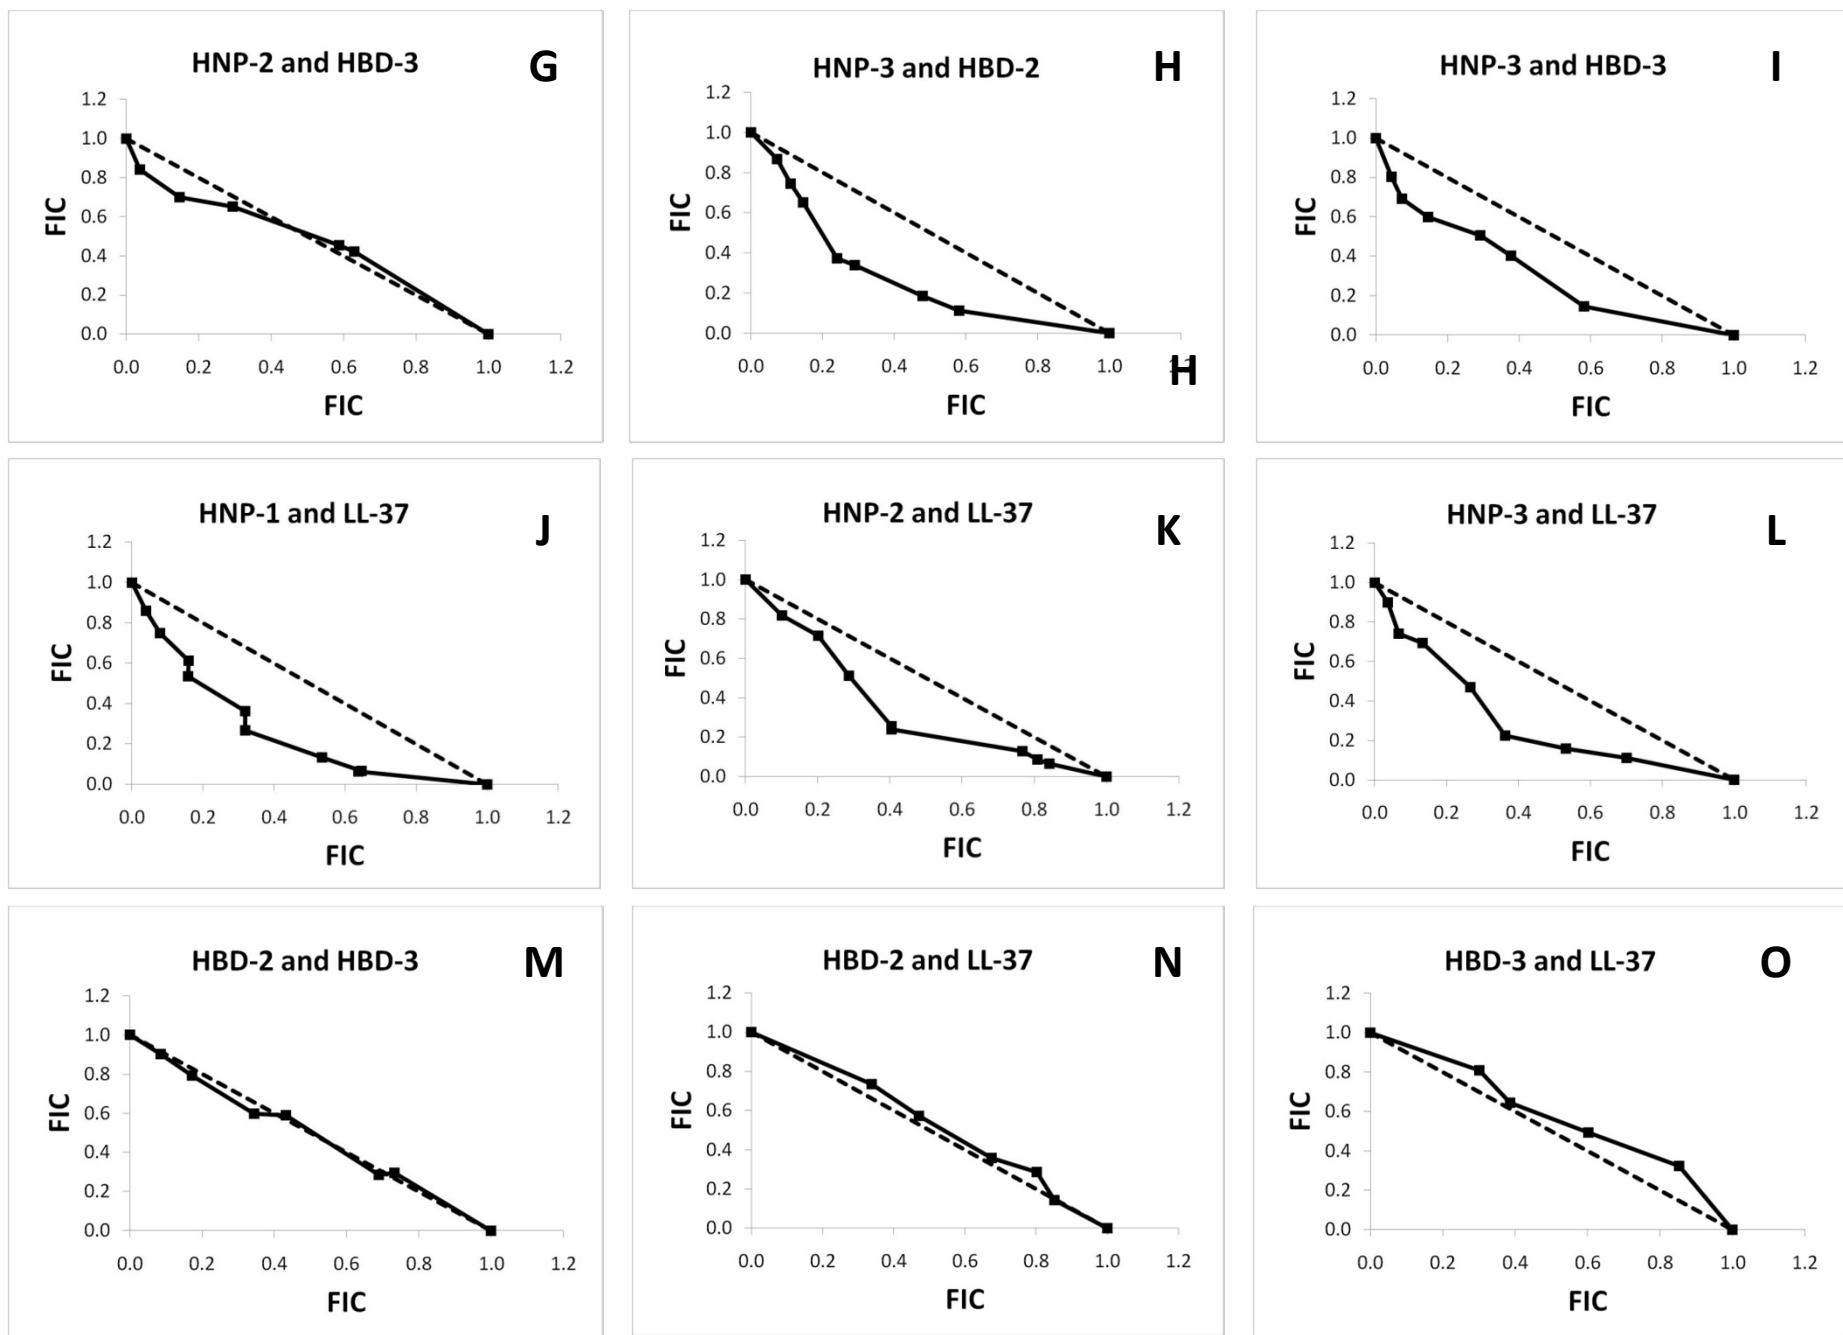 HNP-2 and HBD-3
G
1.2
1.0
0.8
0.6
0.4
0.2
0.0
FIC
0.0 0.2 0.4 0.6 0.8 1.0 1.2
FIC
HNP-3 and HBD-2
H
1.2
1.0
0.8
0.6
0.4
0.2
0.0
FIC
0.0 0.2 0.4 0.6 0.8 1.0 1.2
H
FIC
HNP-3 and HBD-3
I
1.2
1.0
0.8
0.6
0.4
0.2
0.0
FIC
0.0 0.2 0.4 0.6 0.8 1.0 1.2
FIC
HNP-1 and LL-37
J
1.2
1.0
0.8
0.6
0.4
0.2
0.0
FIC
0.0 0.2 0.4 0.6 0.8 1.0 1.2
FIC
HNP-2 and LL-37
K
1.2
1.0
0.8
0.6
0.4
0.2
0.0
FIC
0.0 0.2 0.4 0.6 0.8 1.0 1.2
FIC
HNP-3 and LL-37
L
1.2
1.0
0.8
0.6
0.4
0.2
0.0
FIC
0.0 0.2 0.4 0.6 0.8 1.0 1.2
FIC
HBD-2 and HBD-3
M
1.2
1.0
0.8
0.6
0.4
0.2
0.0
FIC
0.0 0.2 0.4 0.6 0.8 1.0 1.2
FIC
HBD-2 and LL-37
N
1.2
1.0
0.8
0.6
0.4
0.2
0.0
FIC
0.0 0.2 0.4 0.6 0.8 1.0 1.2
FIC
HBD-3 and LL-37
O
1.2
1.0
0.8
0.6
0.4
0.2
0.0
FIC
0.0 0.2 0.4 0.6 0.8 1.0 1.2
FIC